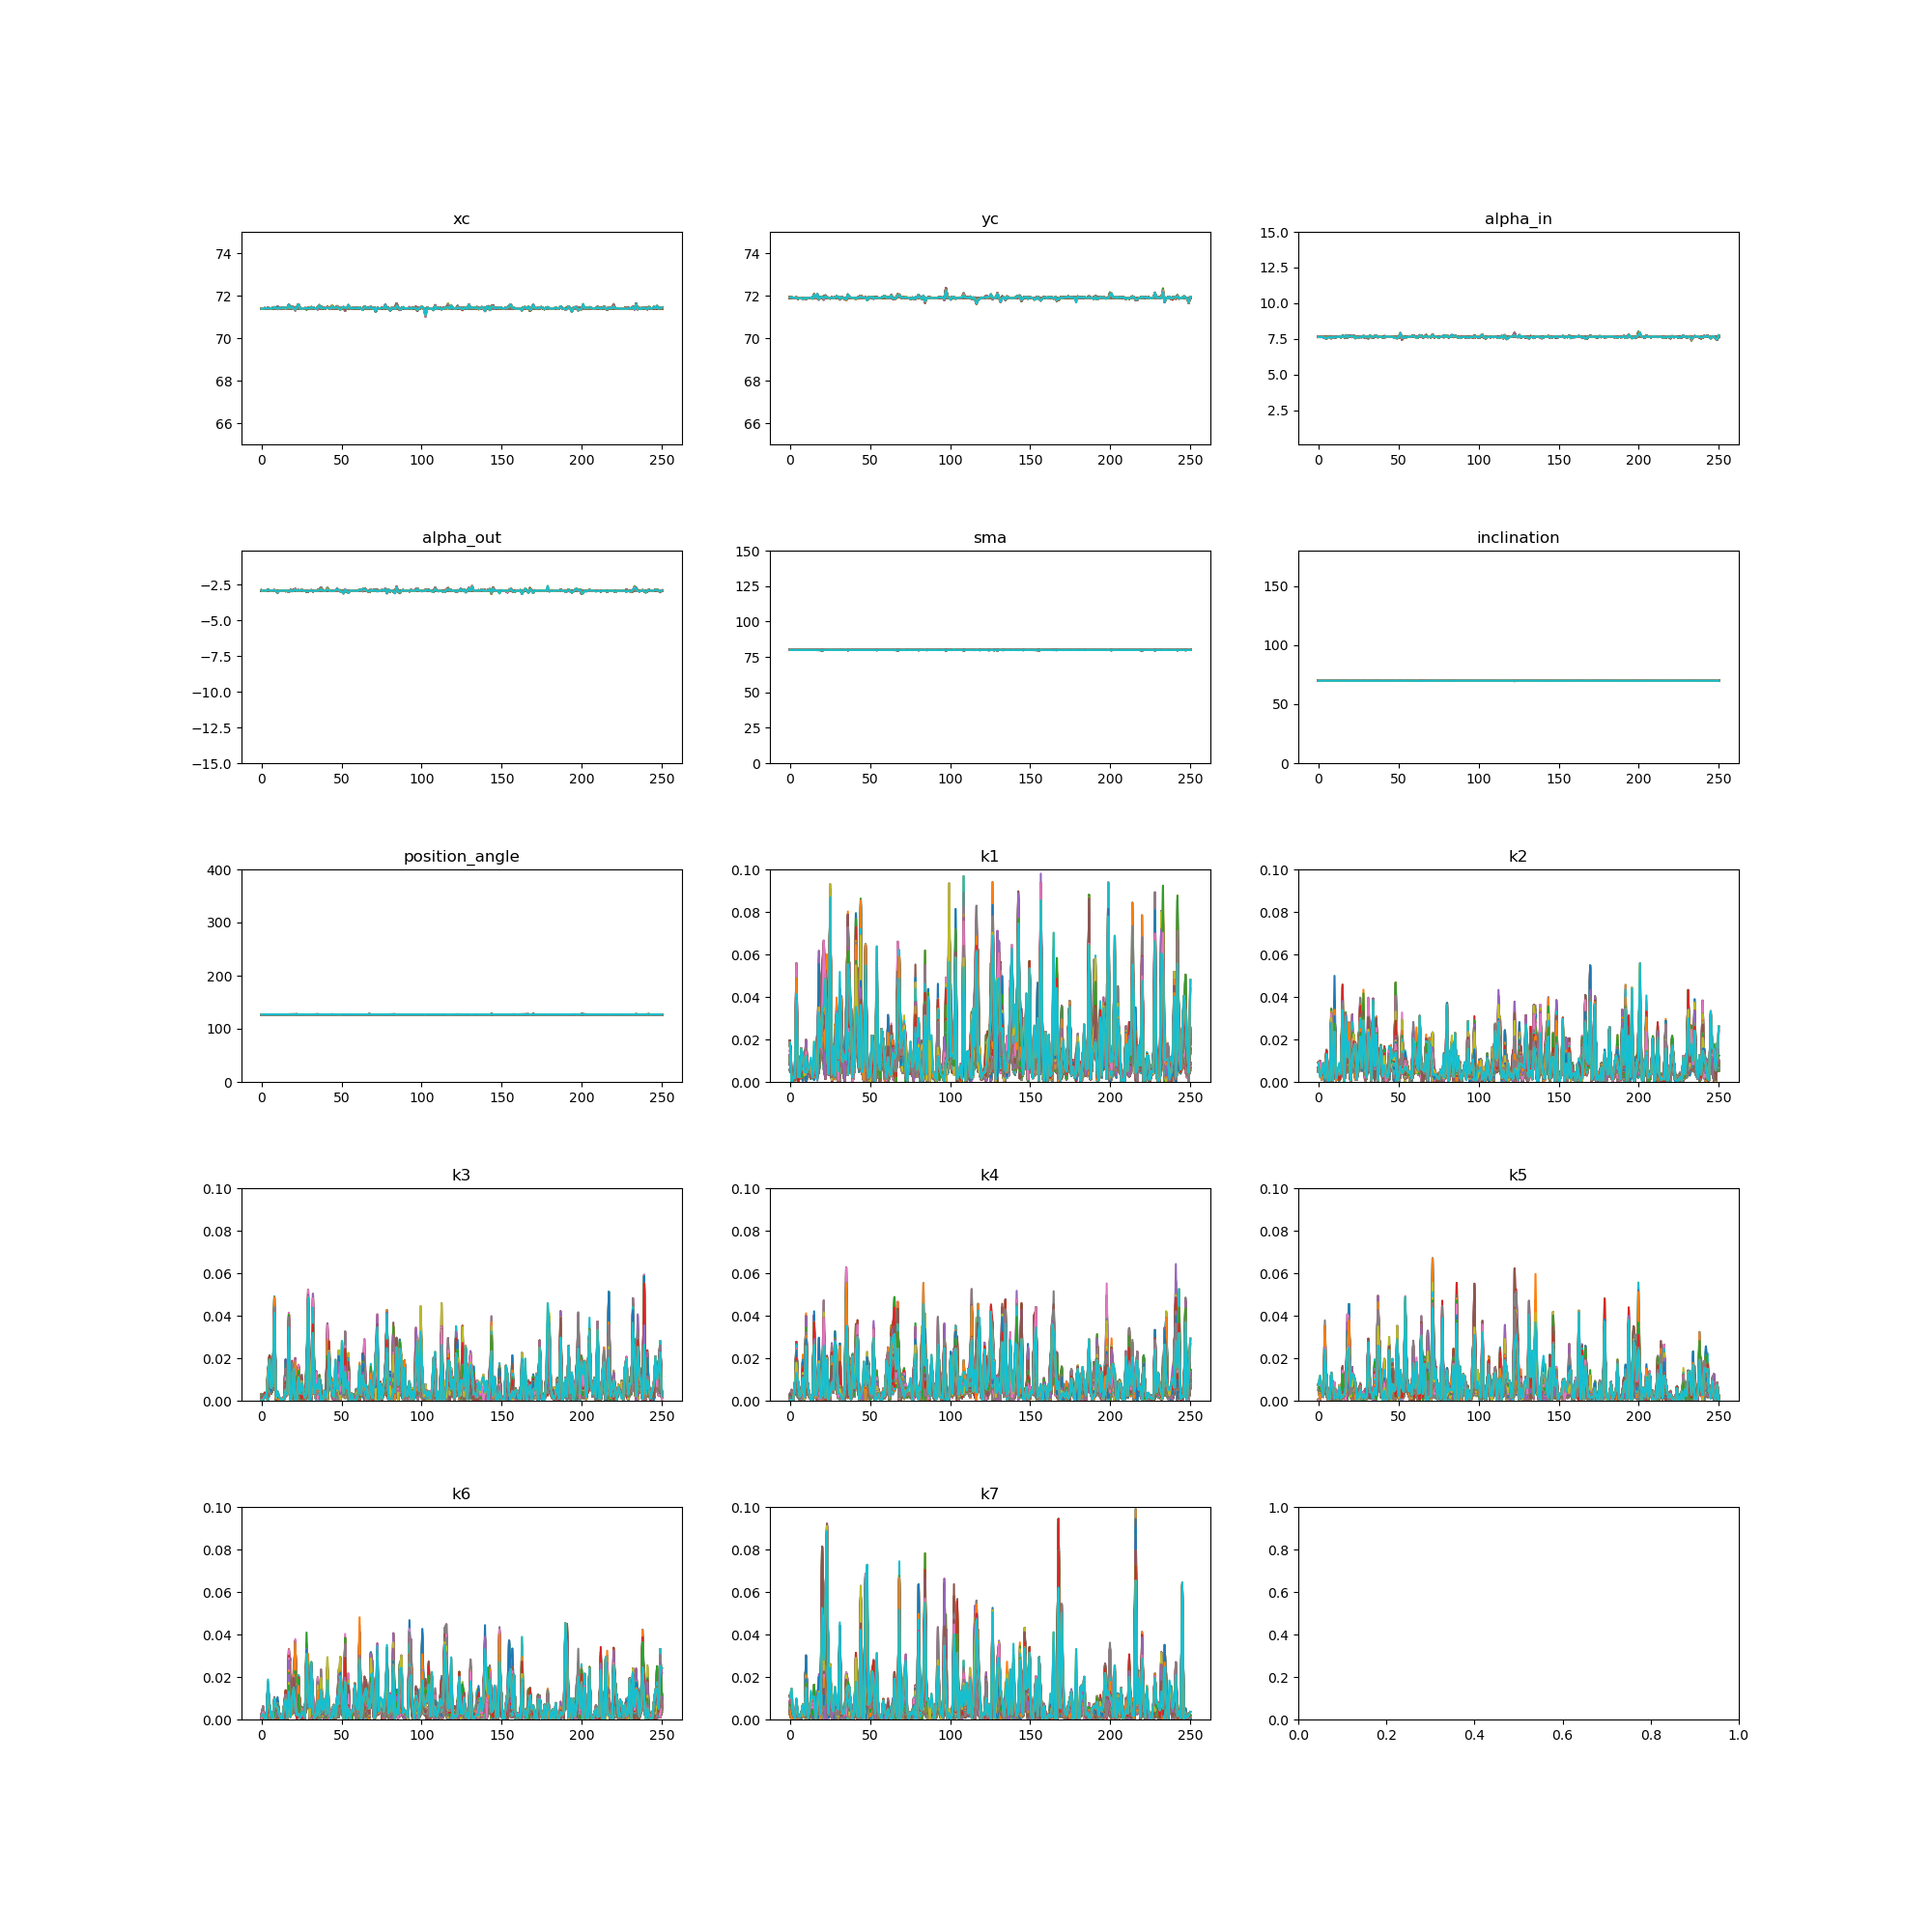 xc yc alpha_in
74 74 15.0
72 72 12.5
70 70 10.0
68 68 7.5
66 66 5.0
2.5
0 50 100 150 200 250 0 50 100 150 200 250 0 50 100 150 200 250
alpha_out sma inclination
−2.5 150 150
−5.0 125 100
−7.5 100 50
−10.0 75 0
−12.5 50
−15.0 25
0
0 50 100 150 200 250 0 50 100 150 200 250 0 50 100 150 200 250
position_angle k1 k2
400 0.10 0.10
300 0.08 0.08
200 0.06 0.06
100 0.04 0.04
0 0.02 0.02
0.00 0.00
0 50 100 150 200 250 0 50 100 150 200 250 0 50 100 150 200 250
k3 k4 k5
0.10 0.10 0.10
0.08 0.08 0.08
0.06 0.06 0.06
0.04 0.04 0.04
0.02 0.02 0.02
0.00 0.00 0.00
0 50 100 150 200 250 0 50 100 150 200 250 0 50 100 150 200 250
k6 k7
0.10 0.10 1.0
0.08 0.08 0.8
0.06 0.06 0.6
0.04 0.04 0.4
0.02 0.02 0.2
0.00 0.00 0.0
0 50 100 150 200 250 0 50 100 150 200 250 0.0 0.2 0.4 0.6 0.8 1.0